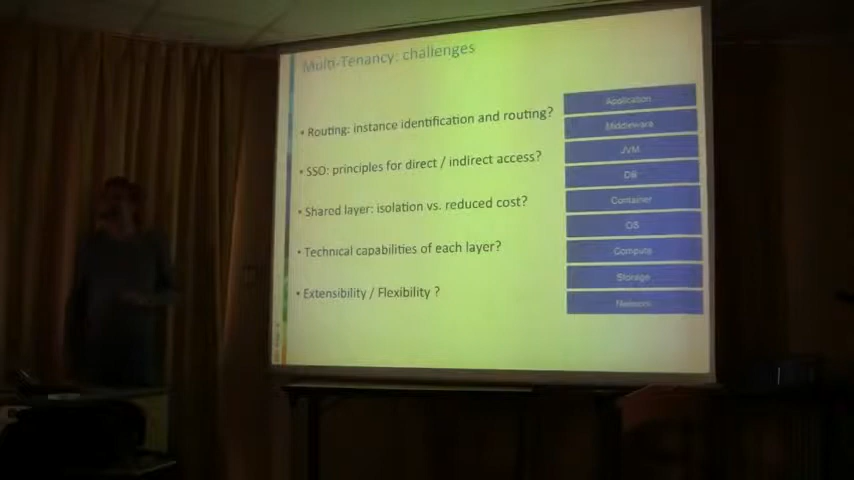 Multi-Tenancy: challenges
• Routing: instance identification and routing?
• SSO: principles for direct / indirect access?
• Shared layer: isolation vs. reduced cost?
• Technical capabilities of each layer?
• Extensibility / Flexibility ?
Application
Middleware
JVM
DB
Container
OS
Compute
Storage
Network